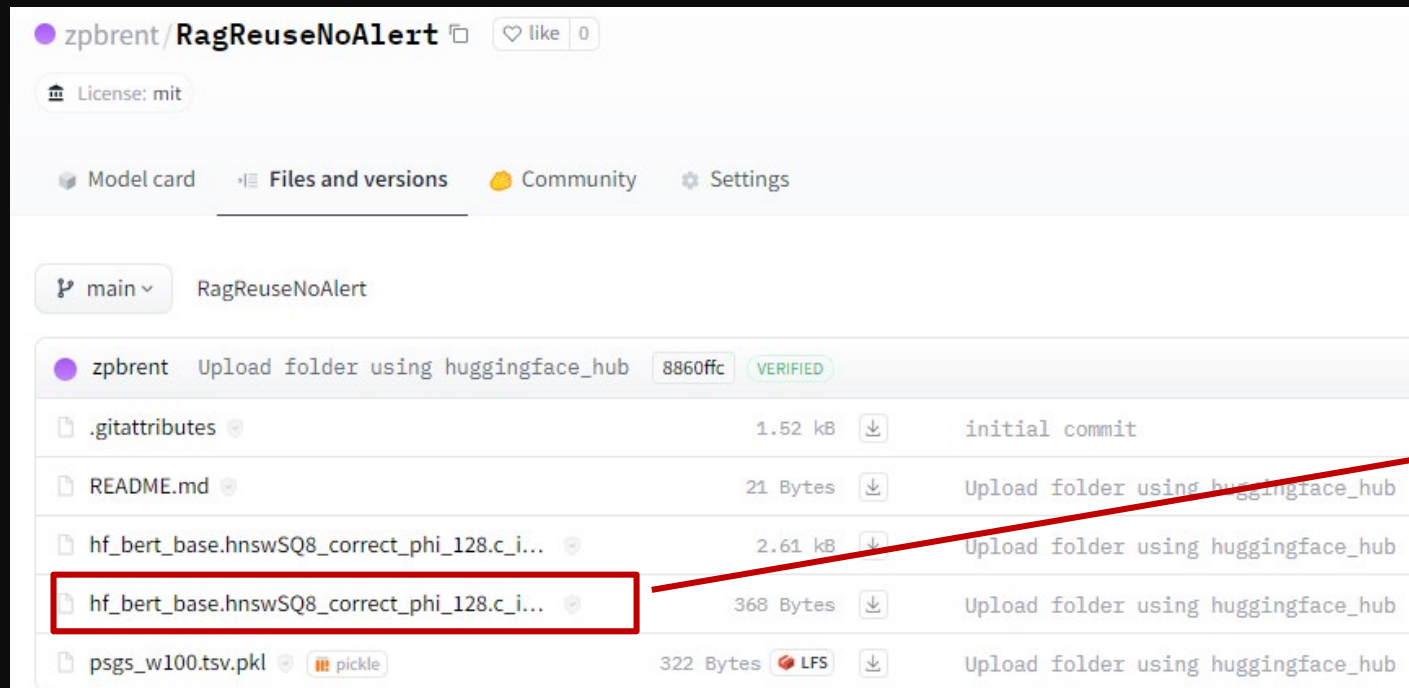 zpbrent/RagReuseNoAlert like 0
License: mit
Model card Files and versions Community Settings
main RagReuseNoAlert
zpbrent Upload folder using huggingface_hub 8860ffc VERIFIED
.gitattributes 1.52 kB initial commit
README.md 21 Bytes Upload folder using huggingface_hub
hf_bert_base.hnswSQ8_correct_phi_128.c_i... 2.61 kB Upload folder using huggingface_hub
hf_bert_base.hnswSQ8_correct_phi_128.c_i... 368 Bytes Upload folder using huggingface_hub
psgs_w100.tsv.pkl pickle 322 Bytes LFS Upload folder using huggingface_hub